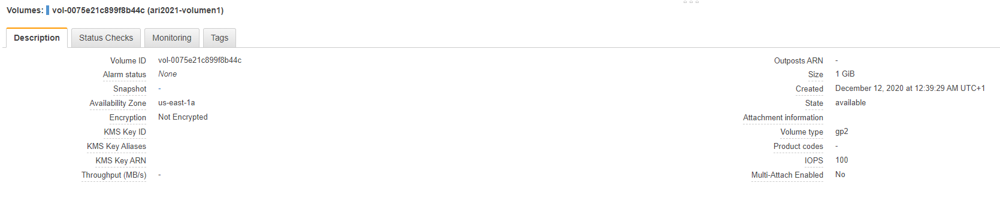 Volumes: vol-0075e21c899f8b44c (ari2021-volumen1)
Description Status Checks Monitoring Tags
Volume ID vol-0075e21c899f8b44c
Alarm status None
Snapshot -
Availability Zone us-east-1a
Encryption Not Encrypted
KMS Key ID
KMS Key Aliases
KMS Key ARN
Throughput (MB/s) -
Outposts ARN -
Size 1 GiB
Created December 12, 2020 at 12:39:29 AM UTC+1
State available
Attachment information
Volume type gp2
Product codes -
IOPS 100
Multi-Attach Enabled No